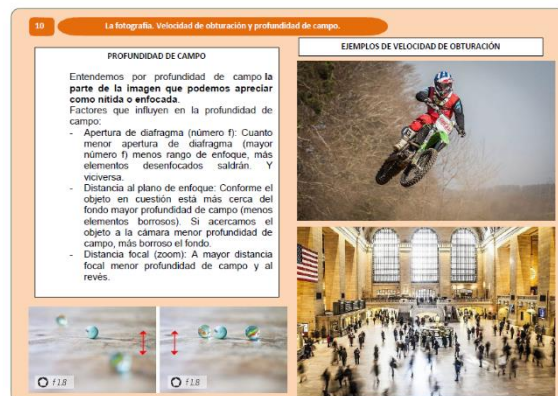 10
La fotografía. Velocidad de obturación y profundidad de campo.
PROFUNDIDAD DE CAMPO
Entendemos por profundidad de campo la
parte de la imagen que podemos apreciar
como nítida o enfocada.
Factores que influyen en la profundidad de
campo:
- Apertura de diafragma (número f): Cuanto
menor apertura de diafragma (mayor
número f) menos rango de enfoque, más
elementos desenfocados saldrán. Y
viciversa.
- Distancia al plano de enfoque: Conforme el
objeto en cuestión está más cerca del
fondo mayor profundidad de campo (menos
elementos borrosos). Si acercamos el
objeto a la cámara menor profundidad de
campo, más borroso el fondo.
- Distancia focal (zoom): A mayor distancia
focal menor profundidad de campo y al
revés.
EJEMPLOS DE VELOCIDAD DE OBTURACIÓN
f 1.8
f 1.8